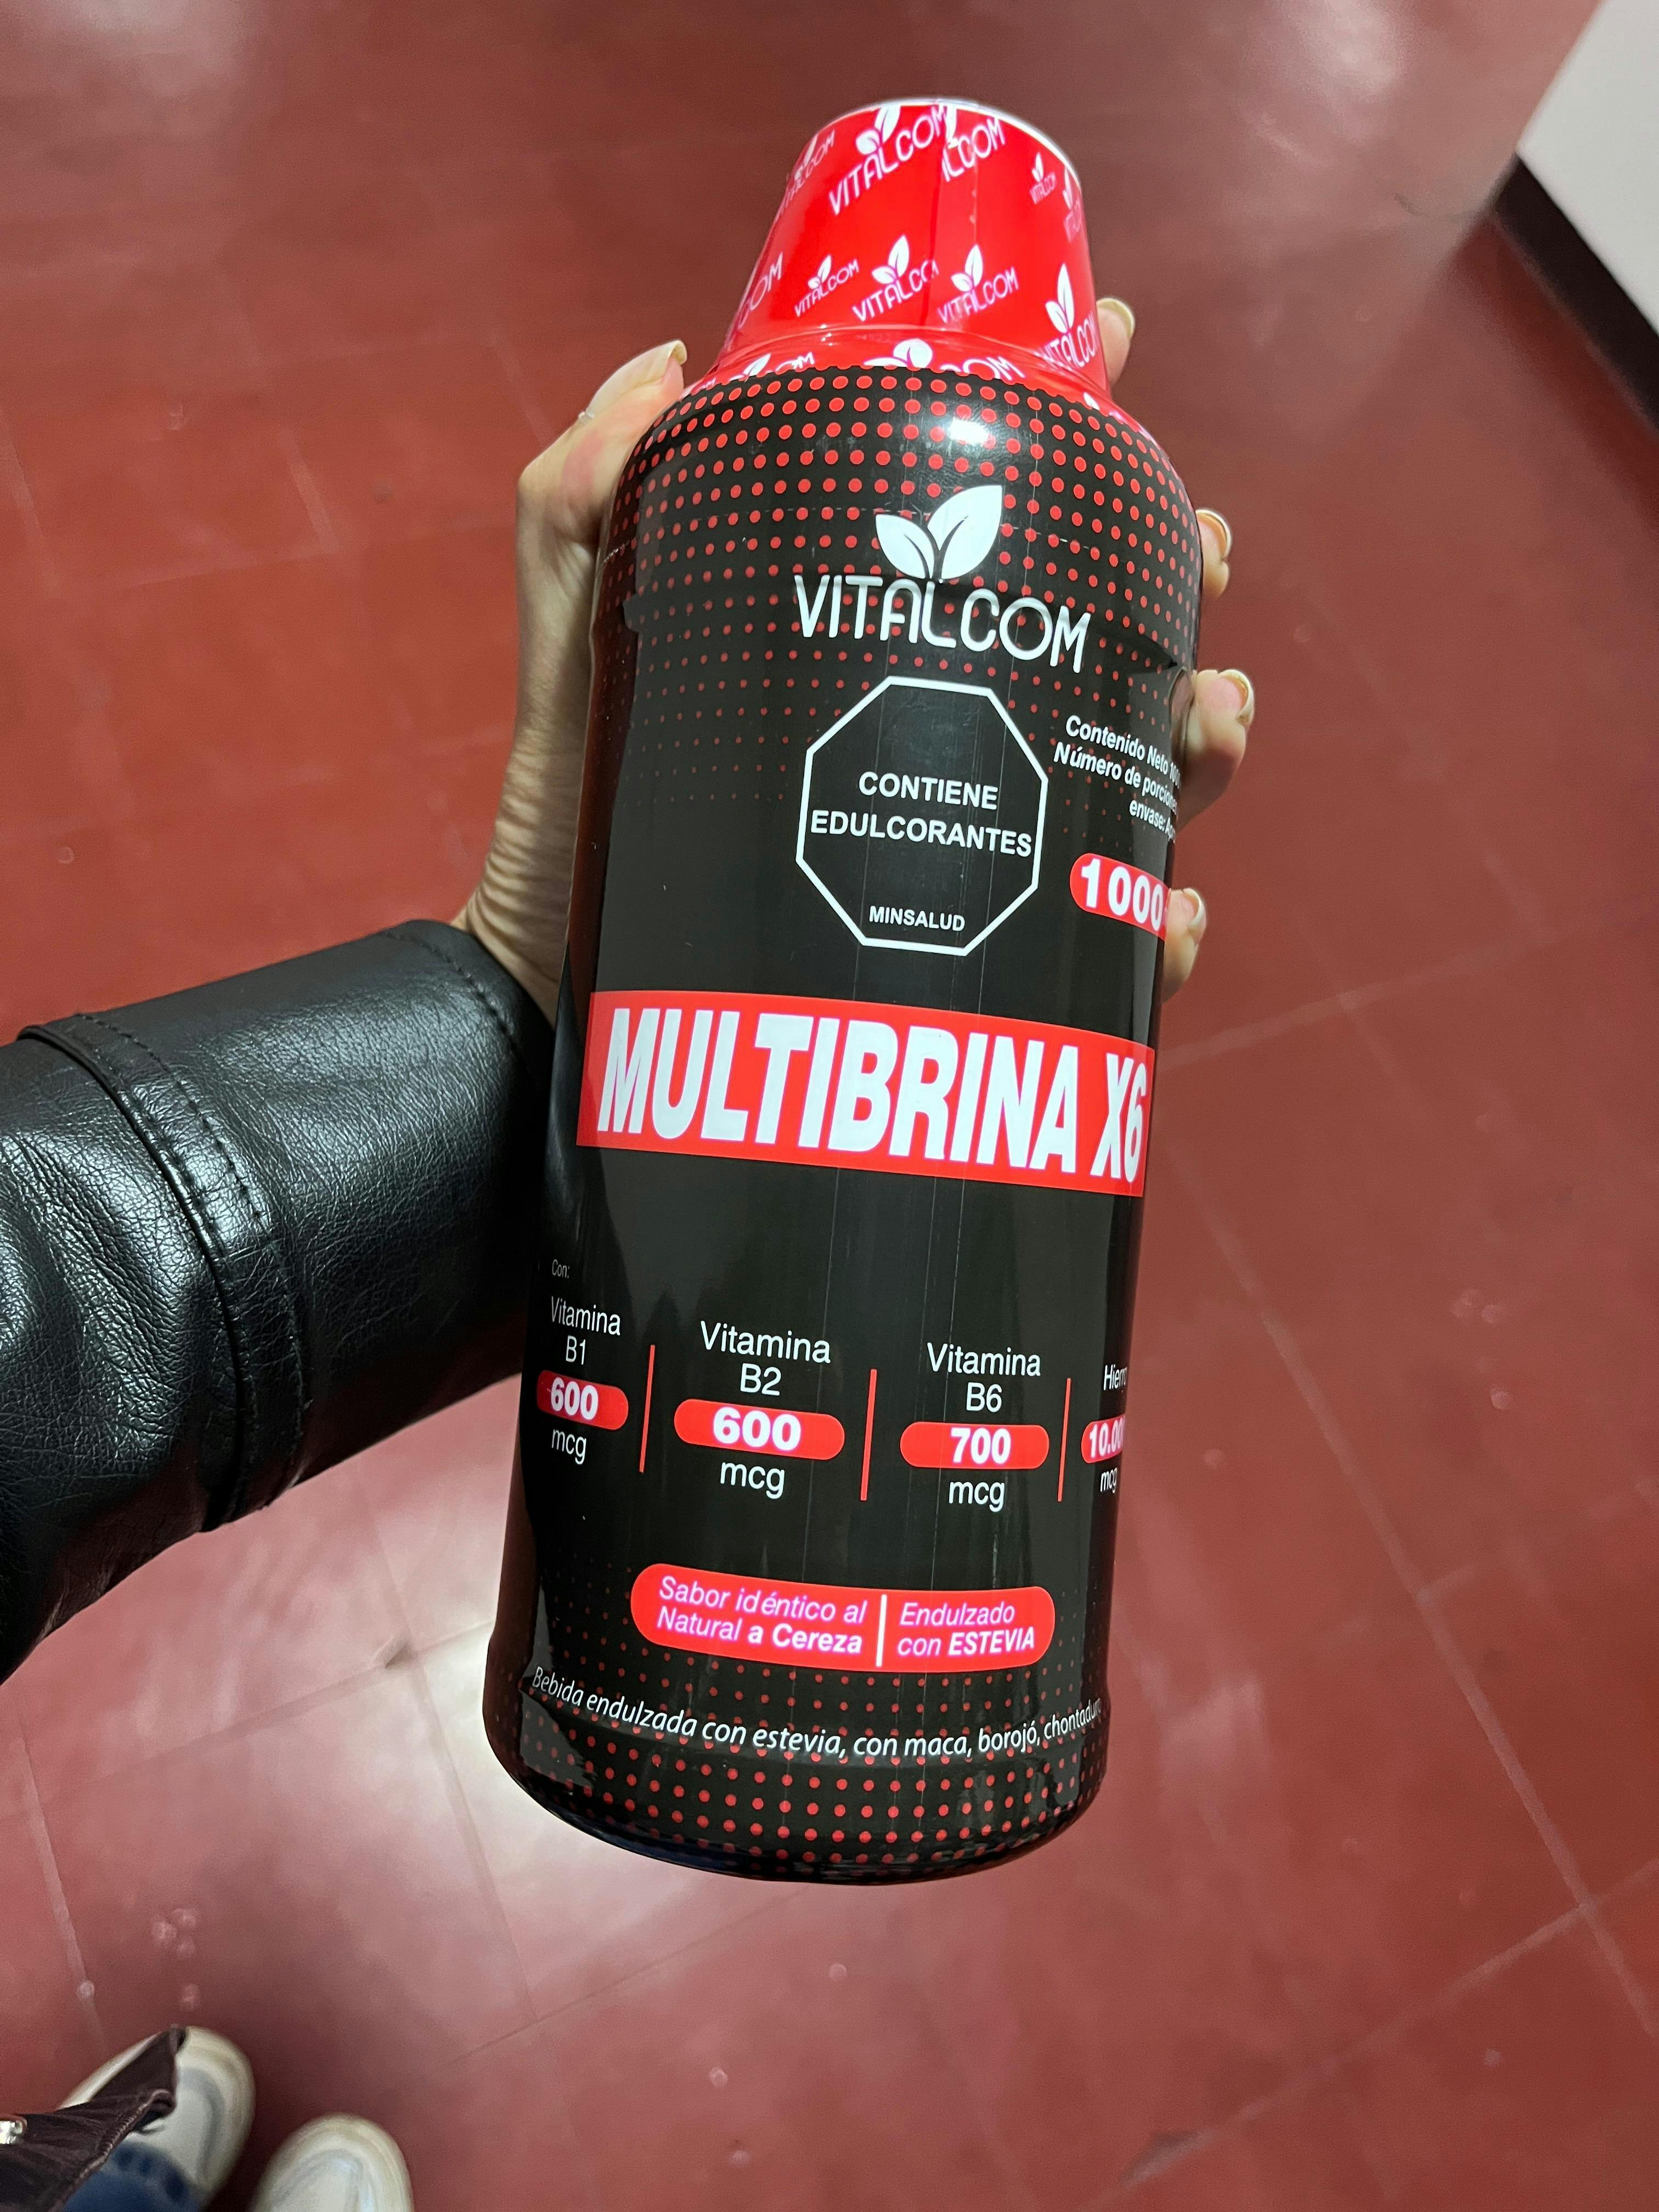 VITALCOM
VITALCOM
VITALCOM
VITALCOM
VITALCOM
VITALCOM
CONTIENE
EDULCORANTES
MINSALUD
Contenido Neto
Número de
envase:
1000
MULTIBRINA X6
Con:
Vitamina B1
600
mcg
Vitamina B2
600
mcg
Vitamina B6
700
mcg
mcg
Sabor idéntico al
Natural a Cereza
Endulzado
con ESTEVIA
Bebida endulzada con estevia, con maca, borojó,